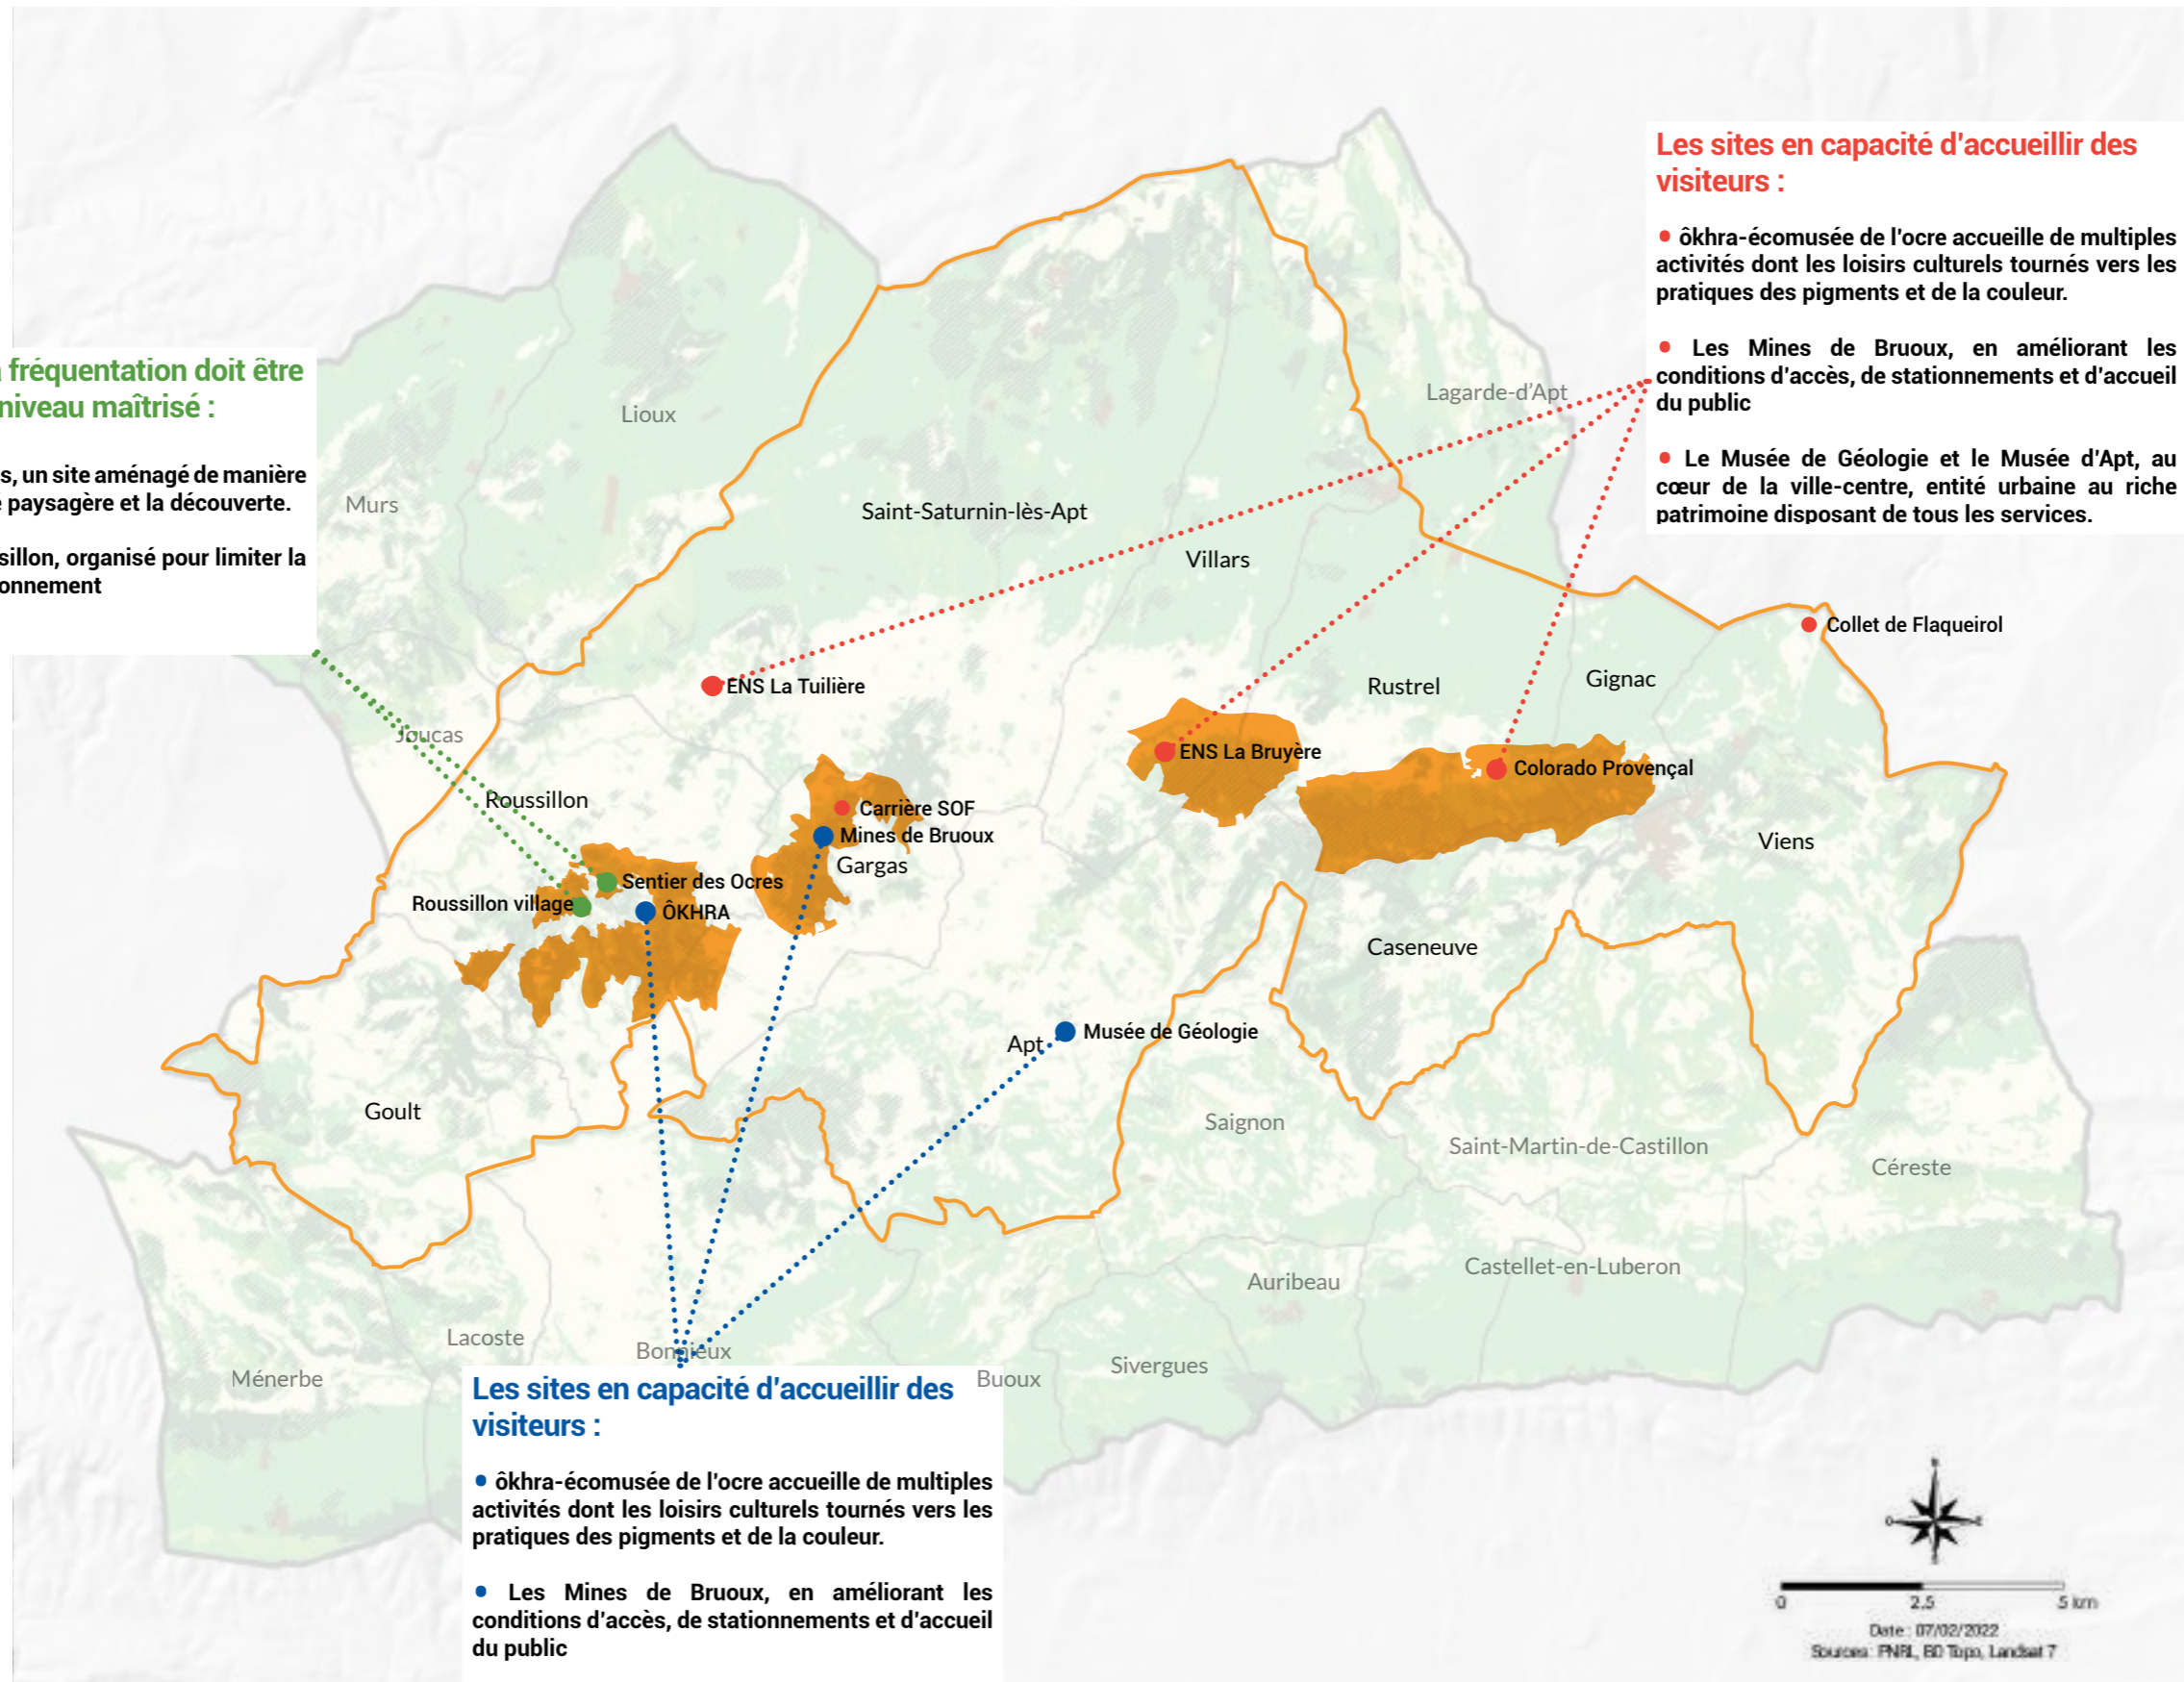 Les sites en capacité d'accueillir des
visiteurs :
• ôkhra-écomusée de l'ocre accueille de multiples
activités dont les loisirs culturels tournés vers les
pratiques des pigments et de la couleur.
• Les Mines de Bruoux, en améliorant les
conditions d'accès, de stationnements et d'accueil
du public
• Le Musée de Géologie et le Musée d'Apt, au
cœur de la ville-centre, entité urbaine au riche
patrimoine disposant de tous les services.
fréquentation doit être
niveau maîtrisé :
s, un site aménagé de manière
é paysagère et la découverte.
sillon, organisé pour limiter la
onnement
Lioux
Lagarde-d'Apt
Murs
Saint-Saturnin-lès-Apt
Villars
Collet de Flaqueirol
ENS La Tuilière
Rustrel
Gignac
Joucas
ENS La Bruyère
Colorado Provençal
Roussillon
Carrière SOF
Mines de Bruoux
Gargas
Viens
Sentier des Ocres
Roussillon village
ÔKHRA
Caseneuve
Apt
Musée de Géologie
Goult
Saignon
Saint-Martin-de-Castillon
Céreste
Auribeau
Castellet-en-Luberon
Lacoste
Bonnieux
Ménerbe
Buoux
Sivergues
Les sites en capacité d'accueillir des
visiteurs :
• ôkhra-écomusée de l'ocre accueille de multiples
activités dont les loisirs culturels tournés vers les
pratiques des pigments et de la couleur.
• Les Mines de Bruoux, en améliorant les
conditions d'accès, de stationnements et d'accueil
du public
N
O
E
S
0 2,5 5 km
Date : 07/02/2022
Sources : PNRL, BD Topo, Landsat 7